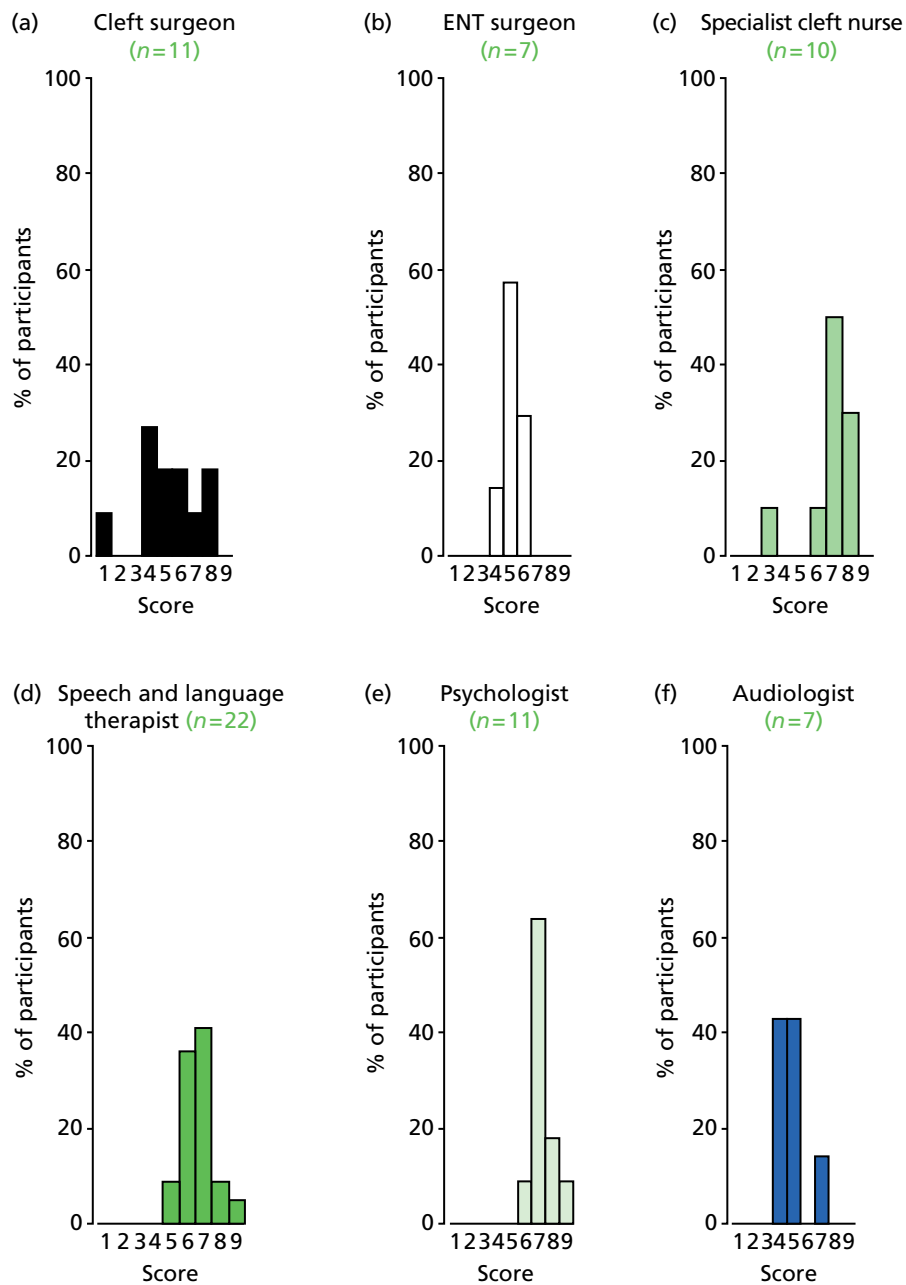 (a) Cleft surgeon
(n=11)
100
80
60
40
20
0
% of participants
1 2 3 4 5 6 7 8 9
Score
(b) ENT surgeon
(n=7)
100
80
60
40
20
0
% of participants
1 2 3 4 5 6 7 8 9
Score
(c) Specialist cleft nurse
(n=10)
100
80
60
40
20
0
% of participants
1 2 3 4 5 6 7 8 9
Score
(d) Speech and language
therapist (n=22)
100
80
60
40
20
0
% of participants
1 2 3 4 5 6 7 8 9
Score
(e) Psychologist
(n=11)
100
80
60
40
20
0
% of participants
1 2 3 4 5 6 7 8 9
Score
(f) Audiologist
(n=7)
100
80
60
40
20
0
% of participants
1 2 3 4 5 6 7 8 9
Score